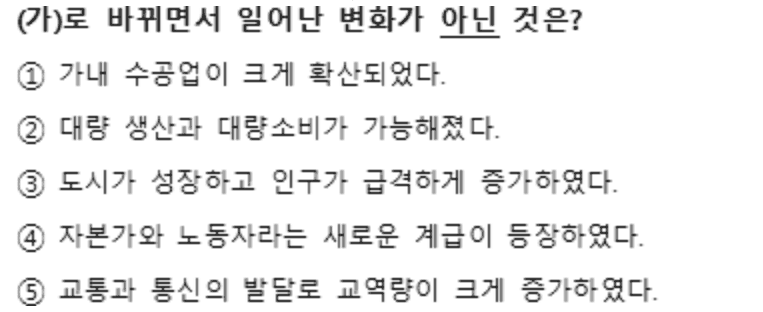 (가)로 바뀌면서 일어난 변화가 아닌 것은?
① 가내 수공업이 크게 확산되었다.
② 대량 생산과 대량소비가 가능해졌다.
③ 도시가 성장하고 인구가 급격하게 증가하였다.
④ 자본가와 노동자라는 새로운 계급이 등장하였다.
⑤ 교통과 통신의 발달로 교역량이 크게 증가하였다.